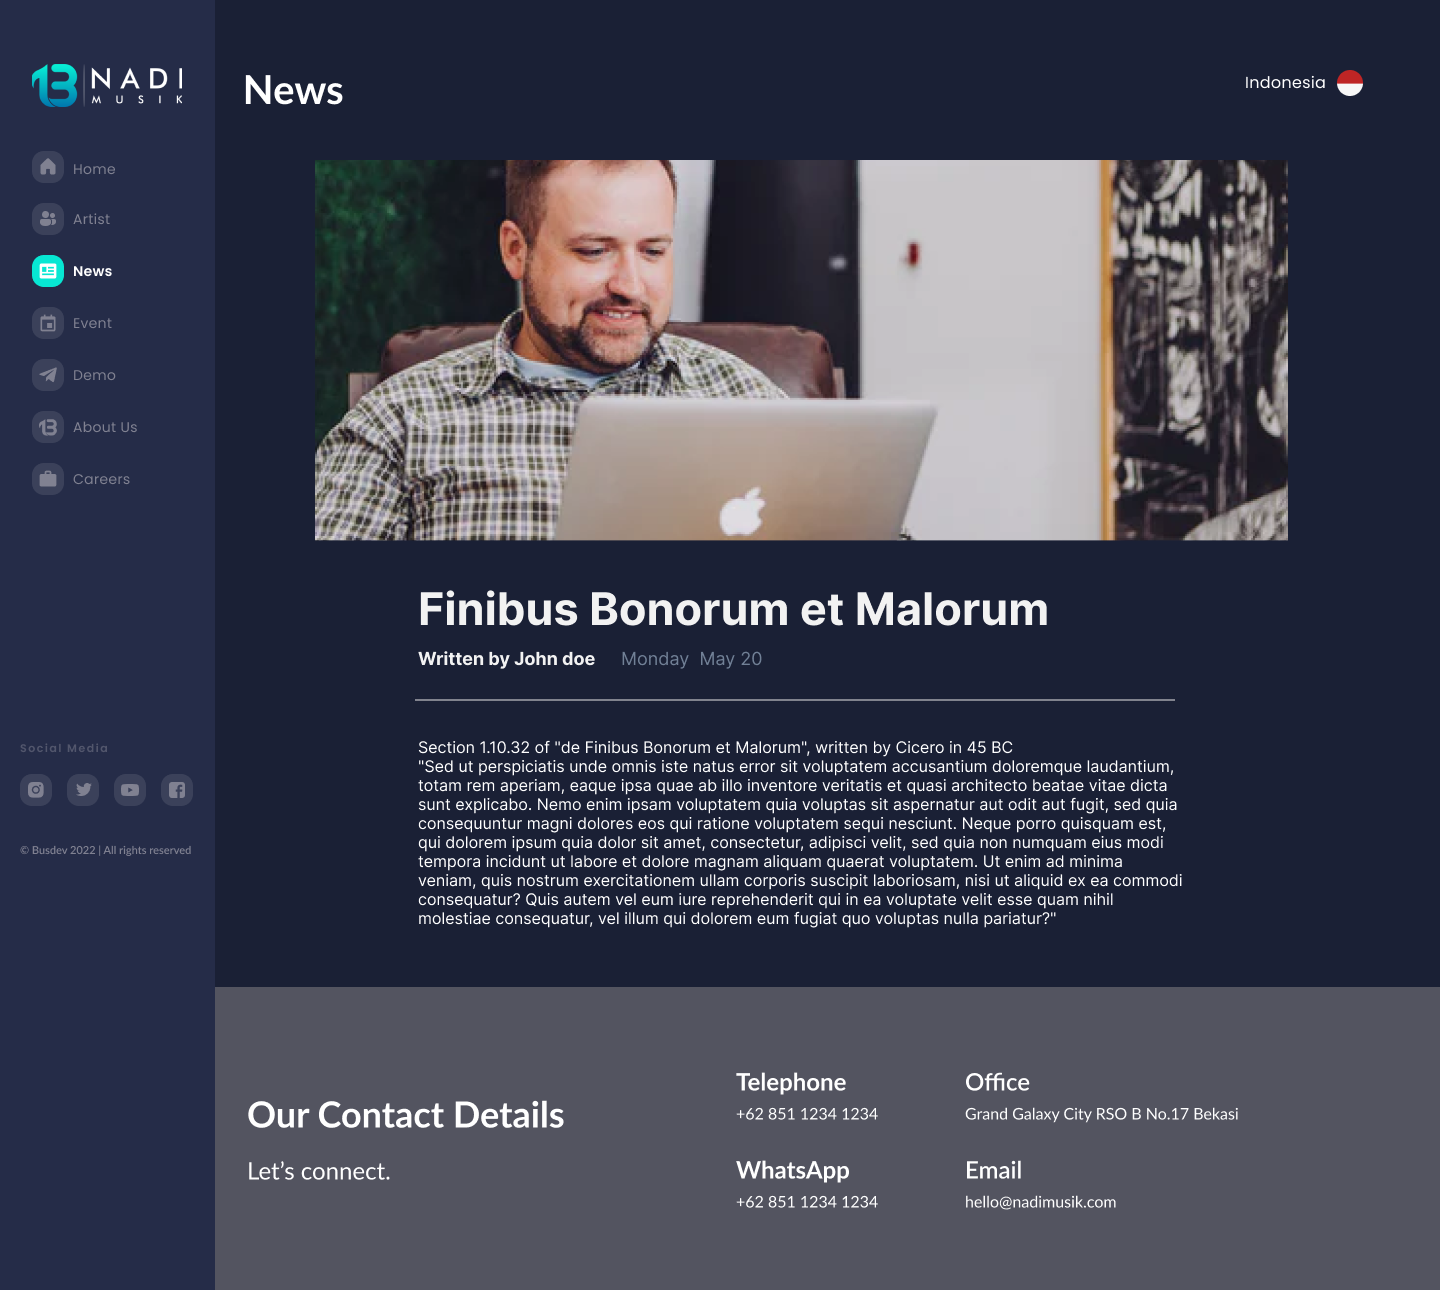 NADI
MUSIK
Home
Artist
News
Event
Demo
About Us
Careers
Social Media
© Busdev 2022 | All rights reserved
News
Indonesia
Finibus Bonorum et Malorum
Written by John doe Monday May 20
Section 1.10.32 of "de Finibus Bonorum et Malorum", written by Cicero in 45 BC
"Sed ut perspiciatis unde omnis iste natus error sit voluptatem accusantium doloremque laudantium,
totam rem aperiam, eaque ipsa quae ab illo inventore veritatis et quasi architecto beatae vitae dicta
sunt explicabo. Nemo enim ipsam voluptatem quia voluptas sit aspernatur aut odit aut fugit, sed quia
consequuntur magni dolores eos qui ratione voluptatem sequi nesciunt. Neque porro quisquam est,
qui dolorem ipsum quia dolor sit amet, consectetur, adipisci velit, sed quia non numquam eius modi
tempora incidunt ut labore et dolore magnam aliquam quaerat voluptatem. Ut enim ad minima
veniam, quis nostrum exercitationem ullam corporis suscipit laboriosam, nisi ut aliquid ex ea commodi
consequatur? Quis autem vel eum iure reprehenderit qui in ea voluptate velit esse quam nihil
molestiae consequatur, vel illum qui dolorem eum fugiat quo voluptas nulla pariatur?"
Our Contact Details
Let’s connect.
Telephone
+62 851 1234 1234
Office
Grand Galaxy City RSO B No.17 Bekasi
WhatsApp
+62 851 1234 1234
Email
hello@nadimusik.com